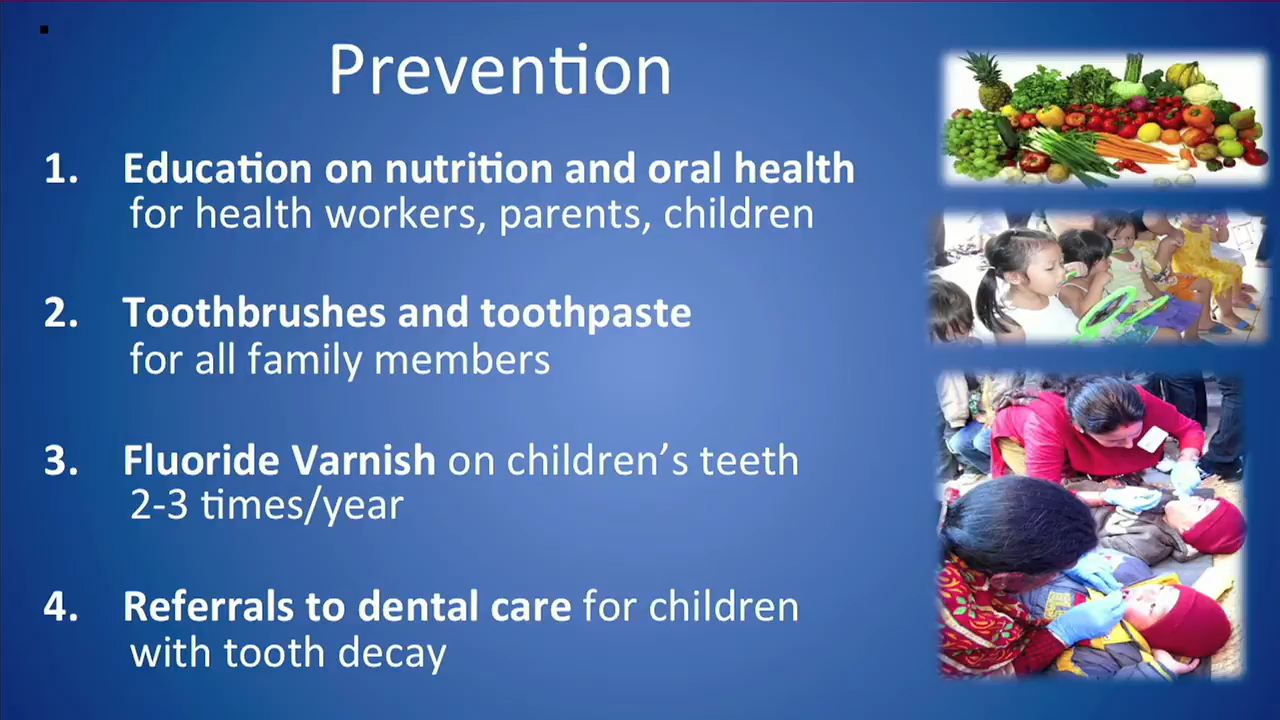 Prevention
1. Education on nutrition and oral health
for health workers, parents, children
2. Toothbrushes and toothpaste
for all family members
3. Fluoride Varnish on children’s teeth
2-3 times/year
4. Referrals to dental care for children
with tooth decay